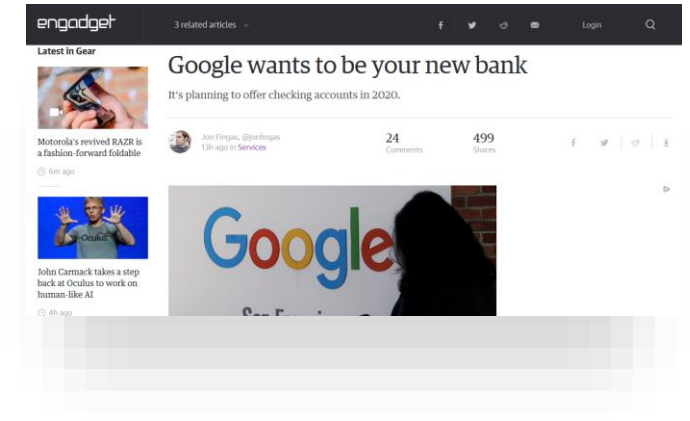 engadget
3 related articles
Login
Latest in Gear
Motorola's revived RAZR is
a fashion-forward foldable
6m ago
Oculus
John Carmack takes a step
back at Oculus to work on
human-like AI
4h ago
Google wants to be your new bank
It's planning to offer checking accounts in 2020.
Jon Fingas, @jonfingas
13h ago in Services
24
Comments
499
Shares
Google
San Franci